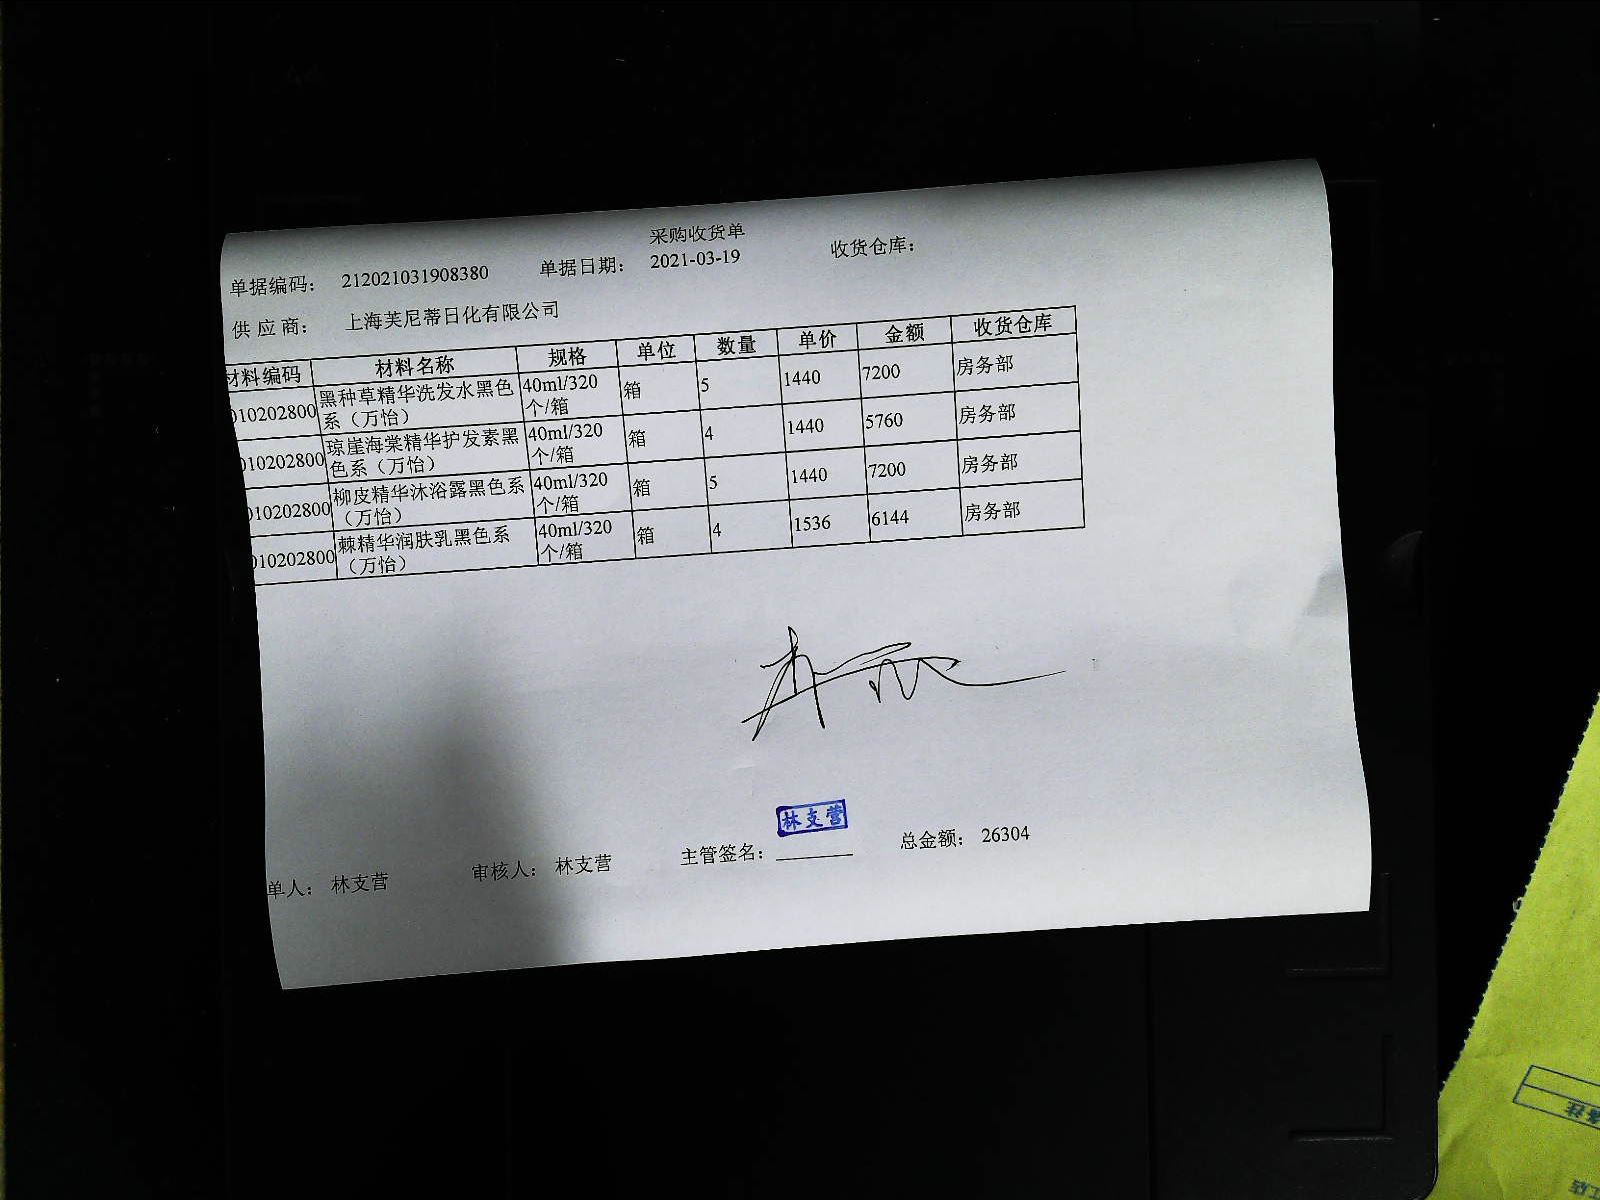 采购收货单
单据编码： 212021031908380 单据日期： 2021-03-19 收货仓库：
供 应 商： 上海芙尼蒂日化有限公司
材料编码 材料名称 规格 单位 数量 单价 金额 收货仓库
010202800 黑种草精华洗发水黑色系（万怡） 40ml/320个/箱 箱 5 1440 7200 房务部
010202800 琼崖海棠精华护发素黑色系（万怡） 40ml/320个/箱 箱 4 1440 5760 房务部
010202800 柳皮精华沐浴露黑色系（万怡） 40ml/320个/箱 箱 5 1440 7200 房务部
010202800 棘精华润肤乳黑色系（万怡） 40ml/320个/箱 箱 4 1536 6144 房务部
林支营
单人： 林支营 审核人： 林支营 主管签名： 总金额： 26304
备注